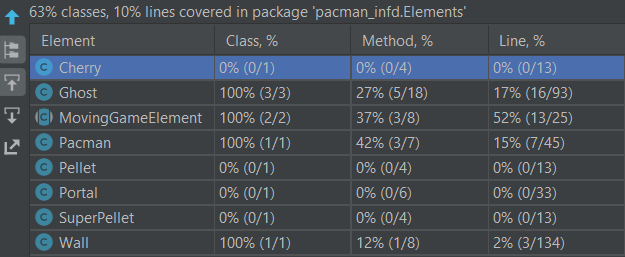 63% classes, 10% lines covered in package 'pacman_infd.Elements'
Element Class, % Method, % Line, %
C Cherry 0% (0/1) 0% (0/4) 0% (0/13)
C Ghost 100% (3/3) 27% (5/18) 17% (16/93)
C MovingGameElement 100% (2/2) 37% (3/8) 52% (13/25)
C Pacman 100% (1/1) 42% (3/7) 15% (7/45)
C Pellet 0% (0/1) 0% (0/4) 0% (0/13)
C Portal 0% (0/1) 0% (0/6) 0% (0/33)
C SuperPellet 0% (0/1) 0% (0/4) 0% (0/13)
C Wall 100% (1/1) 12% (1/8) 2% (3/134)